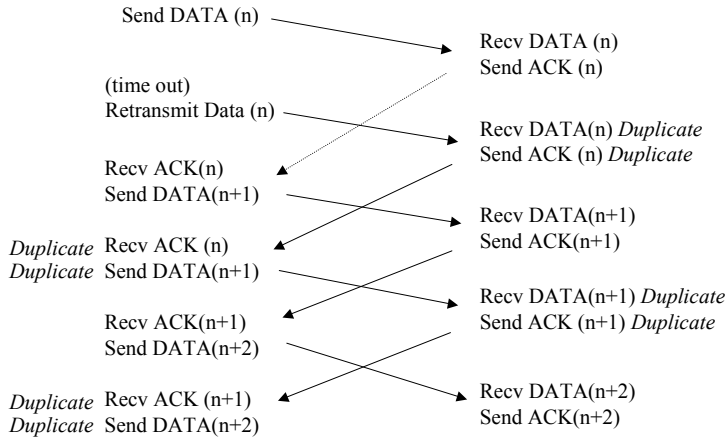 Send DATA (n)
Recv DATA (n)
Send ACK (n)
(time out)
Retransmit Data (n)
Recv DATA(n) Duplicate
Send ACK (n) Duplicate
Recv ACK(n)
Send DATA(n+1)
Recv DATA(n+1)
Send ACK(n+1)
Duplicate Recv ACK (n)
Duplicate Send DATA(n+1)
Recv DATA(n+1) Duplicate
Send ACK (n+1) Duplicate
Recv ACK(n+1)
Send DATA(n+2)
Recv DATA(n+2)
Send ACK(n+2)
Duplicate Recv ACK (n+1)
Duplicate Send DATA(n+2)